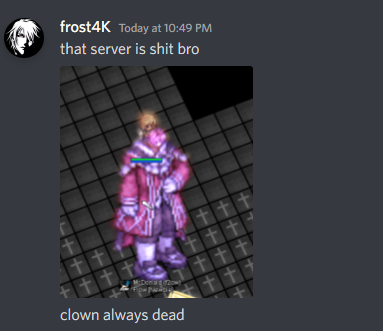 frost4K Today at 10:49 PM
that server is shit bro
clown always dead